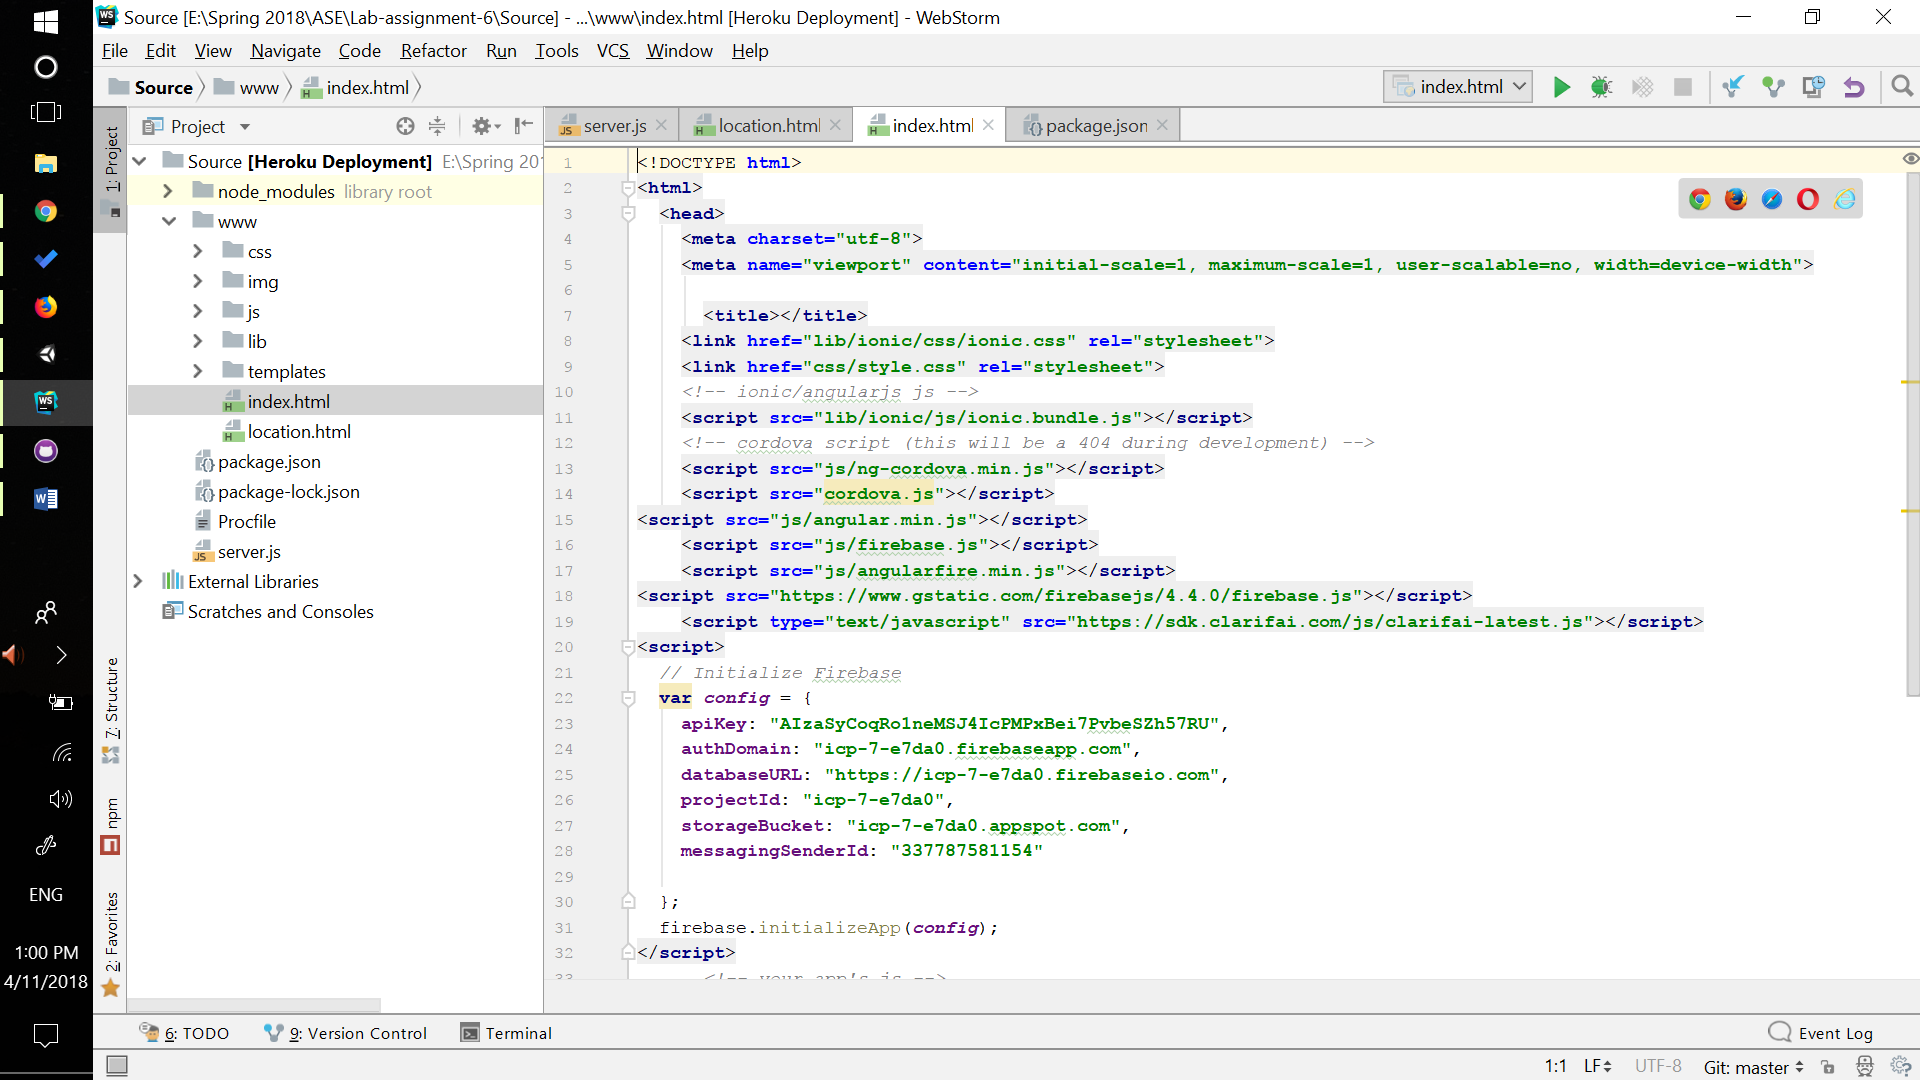 Source [E:\Spring 2018\ASE\Lab-assignment-6\Source] - ...\www\index.html [Heroku Deployment] - WebStorm
File Edit View Navigate Code Refactor Run Tools VCS Window Help
Source www index.html
index.html
Project
server.js location.html index.html package.json
1: Project
7: Structure
npm
2: Favorites
Source [Heroku Deployment] E:\Spring 20
node_modules library root
www
css
img
js
lib
templates
index.html
location.html
package.json
package-lock.json
Procfile
server.js
External Libraries
Scratches and Consoles
1 <!DOCTYPE html>
2 <html>
3 <head>
4 <meta charset="utf-8">
5 <meta name="viewport" content="initial-scale=1, maximum-scale=1, user-scalable=no, width=device-width">
6
7 <title></title>
8 <link href="lib/ionic/css/ionic.css" rel="stylesheet">
9 <link href="css/style.css" rel="stylesheet">
10 <!-- ionic/angularjs js -->
11 <script src="lib/ionic/js/ionic.bundle.js"></script>
12 <!-- cordova script (this will be a 404 during development) -->
13 <script src="js/ng-cordova.min.js"></script>
14 <script src="cordova.js"></script>
15 <script src="js/angular.min.js"></script>
16 <script src="js/firebase.js"></script>
17 <script src="js/angularfire.min.js"></script>
18 <script src="https://www.gstatic.com/firebasejs/4.4.0/firebase.js"></script>
19 <script type="text/javascript" src="https://sdk.clarifai.com/js/clarifai-latest.js"></script>
20 <script>
21 // Initialize Firebase
22 var config = {
23 apiKey: "AIzaSyCoqRo1neMSJ4IcPMPxBei7PvbeSZh57RU",
24 authDomain: "icp-7-e7da0.firebaseapp.com",
25 databaseURL: "https://icp-7-e7da0.firebaseio.com",
26 projectId: "icp-7-e7da0",
27 storageBucket: "icp-7-e7da0.appspot.com",
28 messagingSenderId: "337787581154"
29
30 };
31 firebase.initializeApp(config);
32 </script>
33 <!-- your app's js -->
ENG
1:00 PM
4/11/2018
6: TODO 9: Version Control Terminal Event Log
1:1 LF UTF-8 Git: master